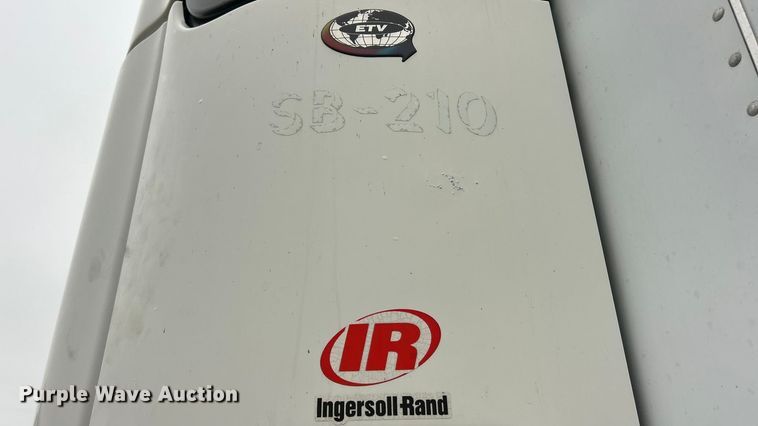 ETV
SB-210
IR
Ingersoll-Rand
Purple Wave Auction®